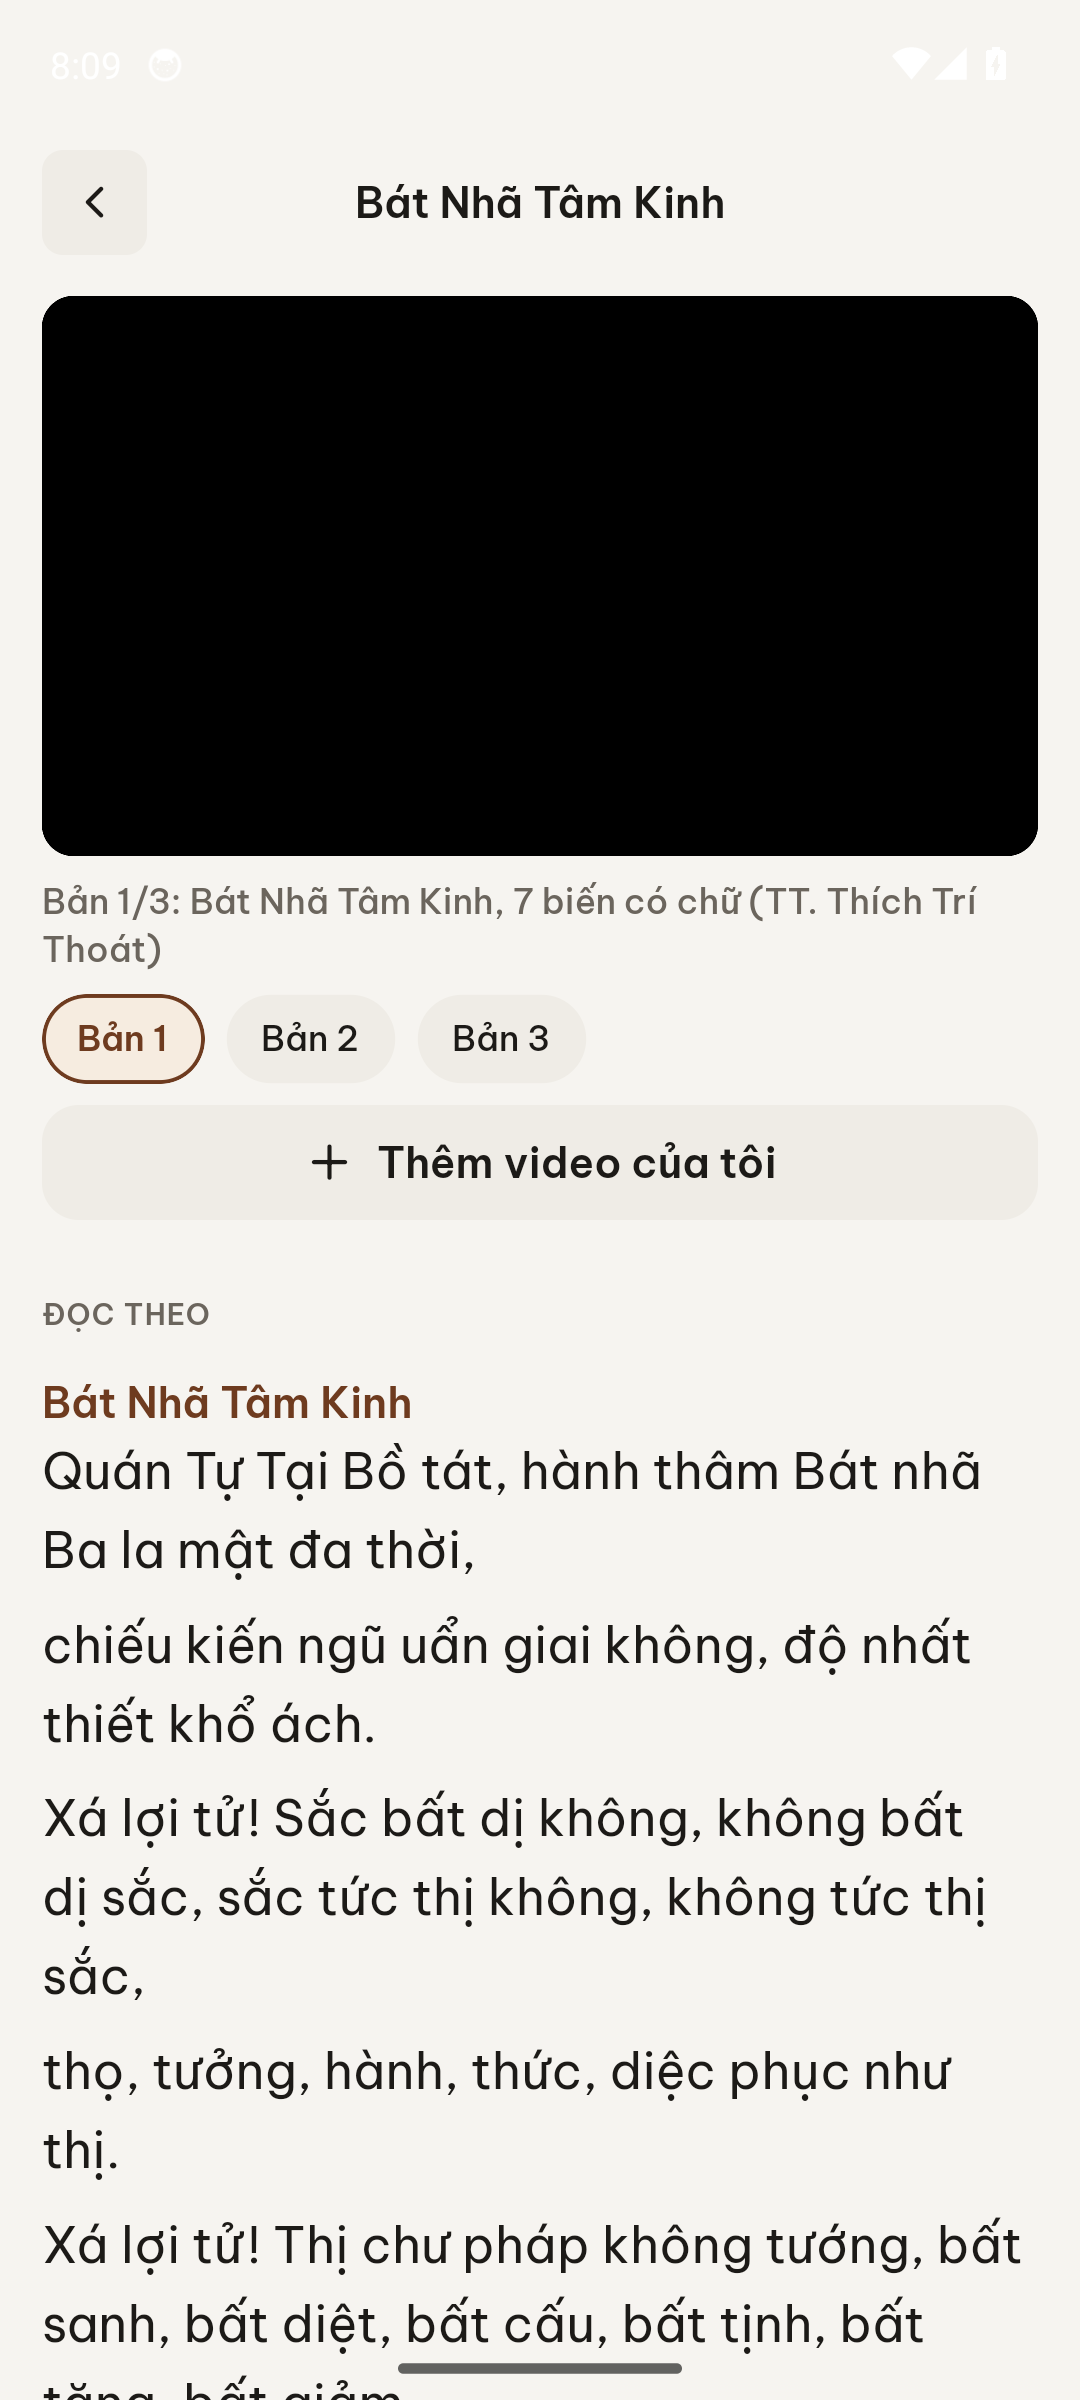 8:09
Bát Nhã Tâm Kinh
Bản 1/3: Bát Nhã Tâm Kinh, 7 biến có chữ (TT. Thích Trí
Thoát)
Bản 1
Bản 2
Bản 3
Thêm video của tôi
ĐỌC THEO
Bát Nhã Tâm Kinh
Quán Tự Tại Bồ tát, hành thâm Bát nhã
Ba la mật đa thời,
chiếu kiến ngũ uẩn giai không, độ nhất
thiết khổ ách.
Xá lợi tử! Sắc bất dị không, không bất
dị sắc, sắc tức thị không, không tức thị
sắc,
thọ, tưởng, hành, thức, diệc phục như
thị.
Xá lợi tử! Thị chư pháp không tướng, bất
sanh, bất diệt, bất cấu, bất tịnh, bất
tăng, bất giảm